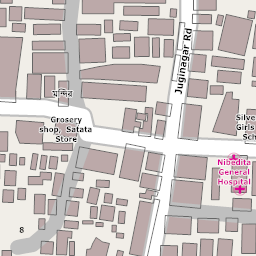 Juginagar Rd
মন্দির
Grosery
shop, Satata
Store
Silve
Girls
Sch
Nibedita
General
Hospital
8